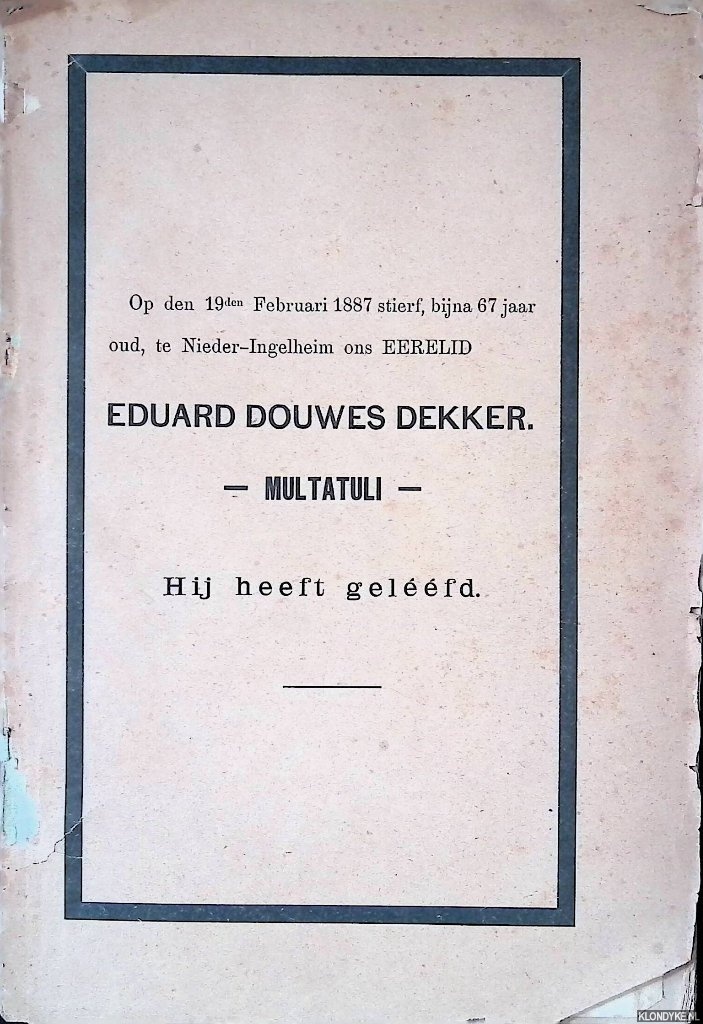 Op den 19den Februari 1887 stierf, bijna 67 jaar
oud, te Nieder-Ingelheim ons EERELID
EDUARD DOUWES DEKKER.
— MULTATULI —
Hij heeft gelééfd.
KLONDYKE.NL